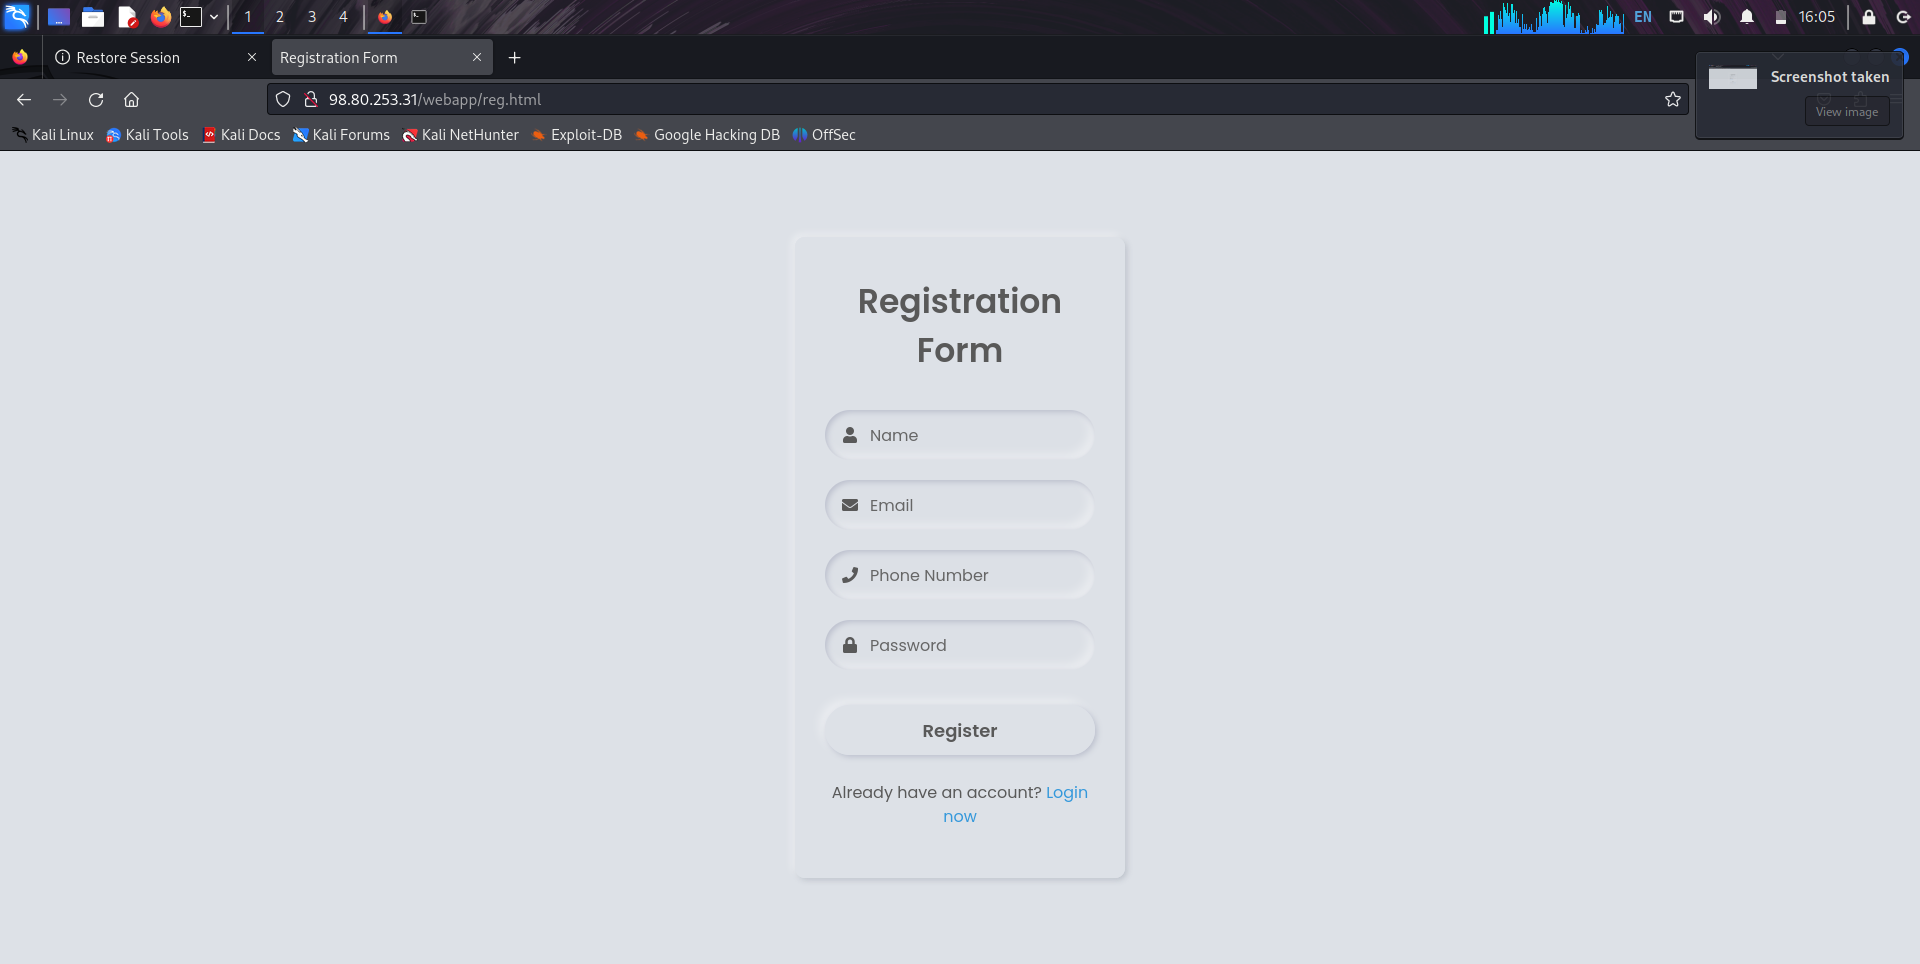 1 2 3 4 EN 16:05
Restore Session Registration Form
Screenshot taken
98.80.253.31/webapp/reg.html
View image
Kali Linux Kali Tools Kali Docs Kali Forums Kali NetHunter Exploit-DB Google Hacking DB OffSec
Registration
Form
Name
Email
Phone Number
Password
Register
Already have an account? Login
now